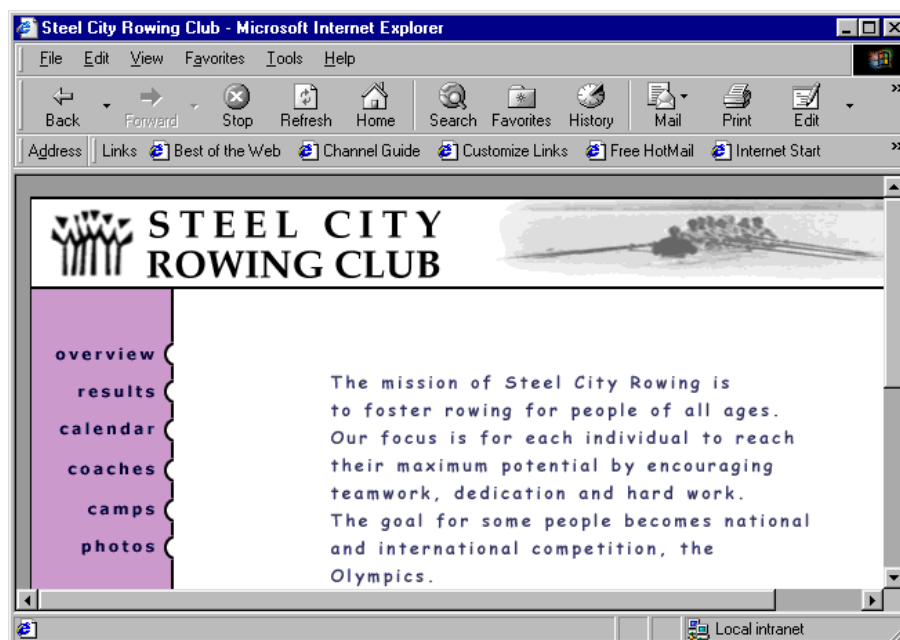 Steel City Rowing Club - Microsoft Internet Explorer
File Edit View Favorites Tools Help
Back Forward Stop Refresh Home Search Favorites History Mail Print Edit
Address Links Best of the Web Channel Guide Customize Links Free HotMail Internet Start
STEEL CITY
ROWING CLUB
overview
results
calendar
coaches
camps
photos
The mission of Steel City Rowing is
to foster rowing for people of all ages.
Our focus is for each individual to reach
their maximum potential by encouraging
teamwork, dedication and hard work.
The goal for some people becomes national
and international competition, the
Olympics.
Local intranet